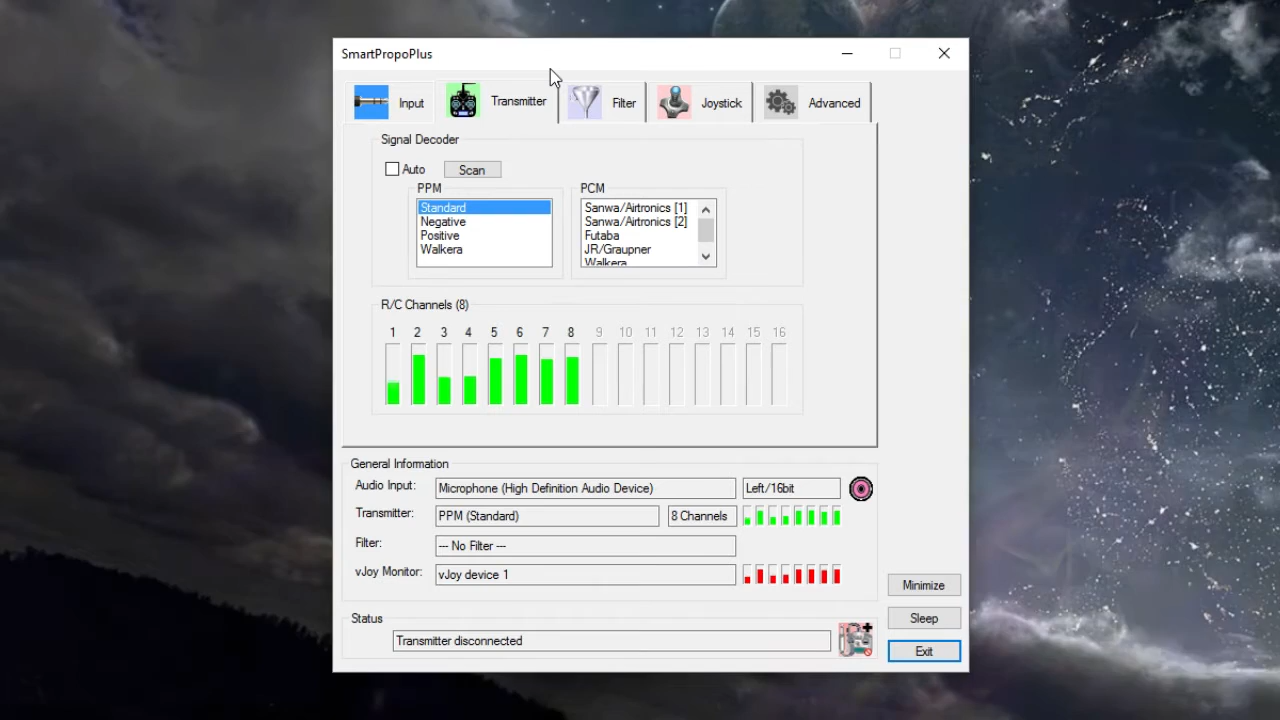 SmartPropoPlus
Input Transmitter Filter Joystick Advanced
Signal Decoder
Auto Scan
PPM PCM
Standard
Negative
Positive
Walkera
Sanwa/Airtronics [1]
Sanwa/Airtronics [2]
Futaba
JR/Graupner
Walkera
R/C Channels (8)
1 2 3 4 5 6 7 8 9 10 11 12 13 14 15 16
General Information
Audio Input: Microphone (High Definition Audio Device) Left/16bit
Transmitter: PPM (Standard) 8 Channels
Filter: --- No Filter ---
vJoy Monitor: vJoy device 1
Minimize
Status
Sleep
Transmitter disconnected
Exit